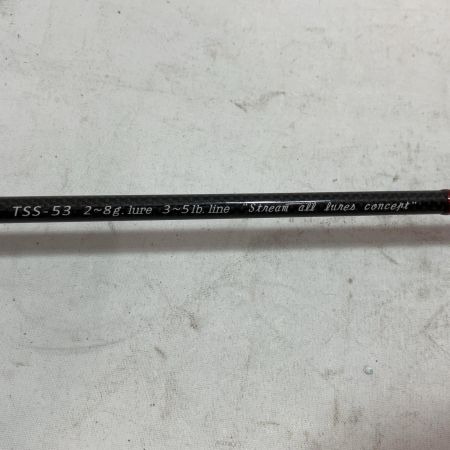 TSS-53 2~8g.lure 3~5lb.line "Stream all lures concept"